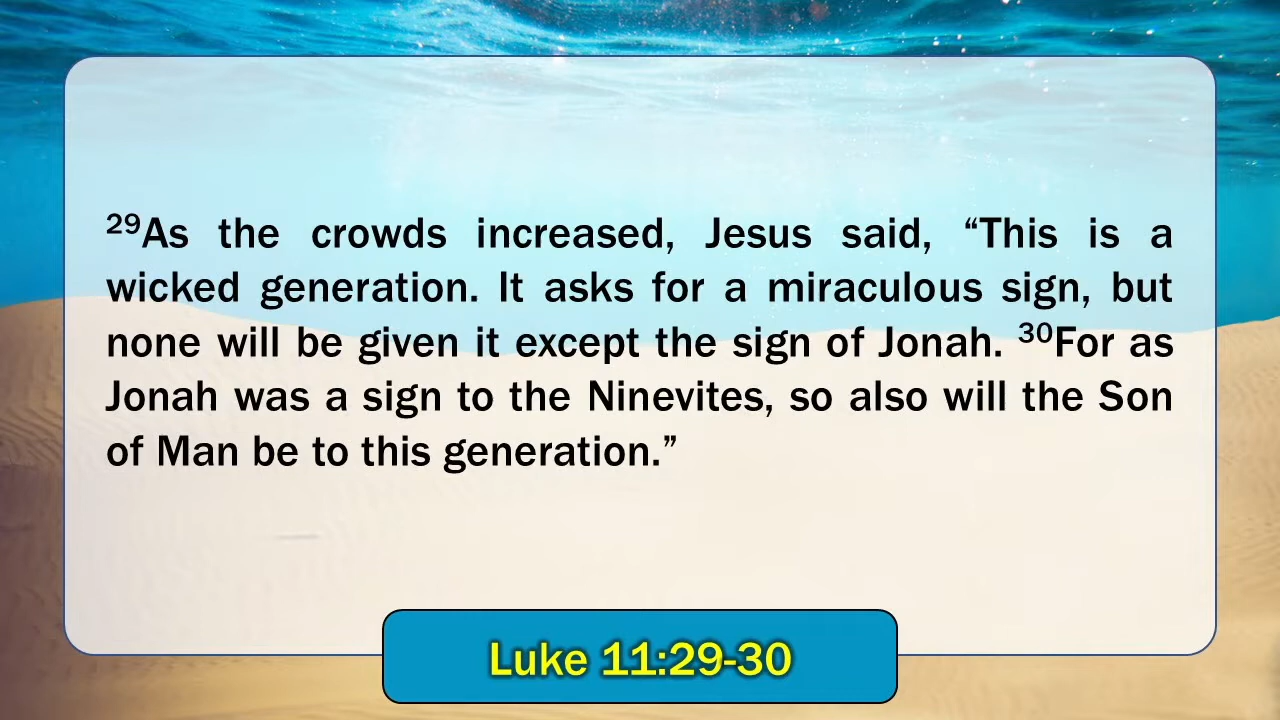 ²⁹As the crowds increased, Jesus said, “This is a
wicked generation. It asks for a miraculous sign, but
none will be given it except the sign of Jonah. ³⁰For as
Jonah was a sign to the Ninevites, so also will the Son
of Man be to this generation.”
Luke 11:29-30